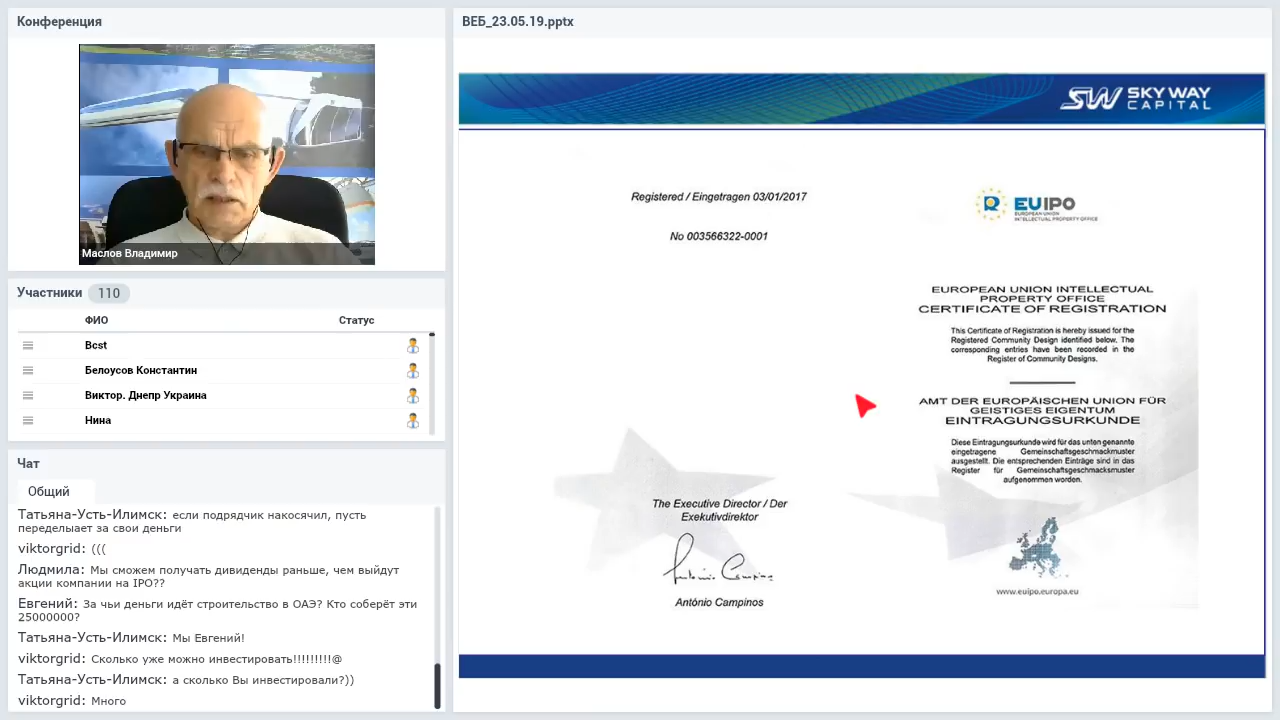 Конференция
Маслов Владимир
Участники 110
ФИО Статус
Bcst
Белоусов Константин
Виктор. Днепр Украина
Нина
Чат
Общий
Татьяна-Усть-Илимск: если подрядчик накосячил, пусть
переделыает за свои деньги
viktorgrid: (((
Людмила: Мы сможем получать дивиденды раньше, чем выйдут
акции компании на IPO??
Евгений: За чьи деньги идёт строительство в ОАЭ? Кто соберёт эти
25000000?
Татьяна-Усть-Илимск: Мы Евгений!
viktorgrid: Сколько уже можно инвестировать!!!!!!!!!@
Татьяна-Усть-Илимск: а сколько Вы инвестировали?))
viktorgrid: Много
ВЕБ_23.05.19.pptx
SW SKY WAY
CAPITAL
Registered / Eingetragen 03/01/2017
No 003566322-0001
The Executive Director / Der
Exekutivdirektor
António Campinos
EUIPO
EUROPEAN UNION
INTELLECTUAL PROPERTY OFFICE
EUROPEAN UNION INTELLECTUAL
PROPERTY OFFICE
CERTIFICATE OF REGISTRATION
This Certificate of Registration is hereby issued for the
Registered Community Design identified below. The
corresponding entries have been recorded in the
Register of Community Designs.
AMT DER EUROPÄISCHEN UNION FÜR
GEISTIGES EIGENTUM
EINTRAGUNGSURKUNDE
Diese Eintragungsurkunde wird für das unten genannte
eingetragene Gemeinschaftsgeschmacksmuster
ausgestellt. Die entsprechenden Einträge sind in das
Register für Gemeinschaftsgeschmacksmuster
aufgenommen worden.
www.euipo.europa.eu